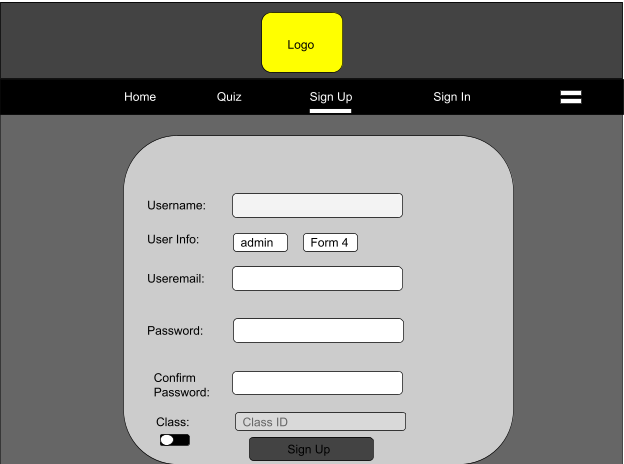 Logo
Home Quiz Sign Up Sign In
Username:
User Info: admin Form 4
Useremail:
Password:
Confirm
Password:
Class: Class ID
Sign Up